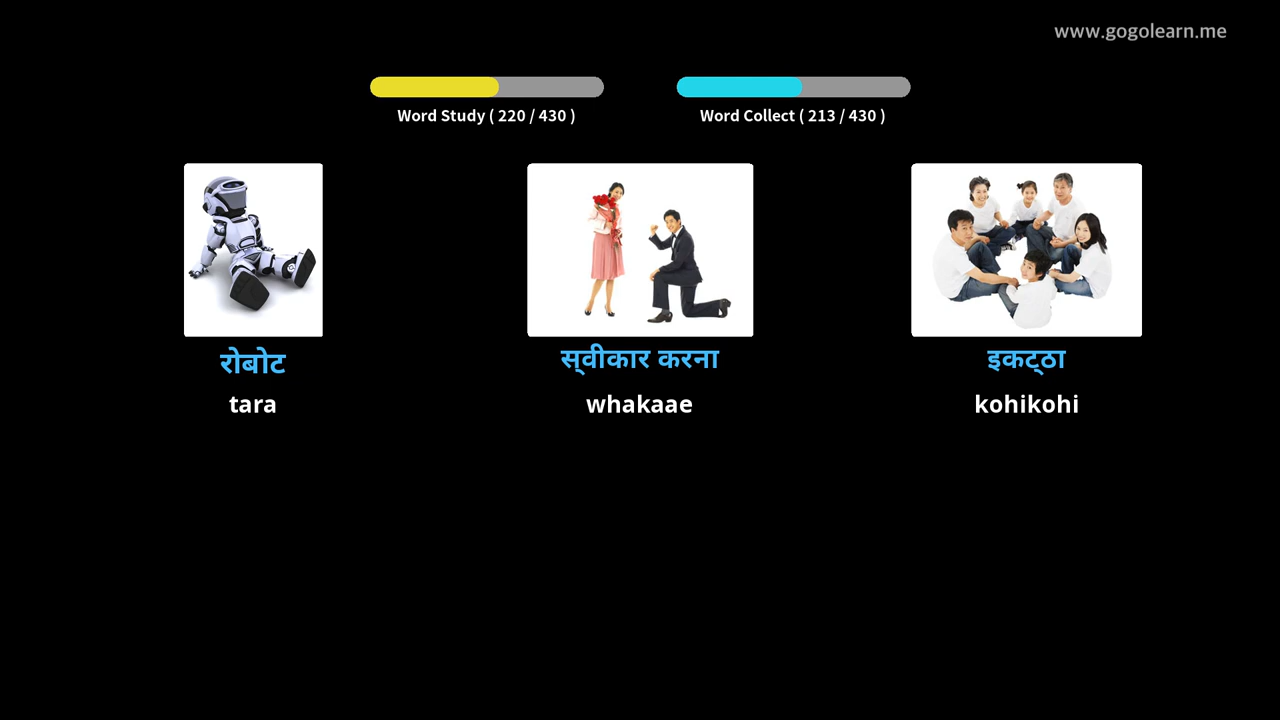 www.gogolearn.me
Word Study ( 220 / 430 )
Word Collect ( 213 / 430 )
रोबोट
स्वीकार करना
इकट्ठा
tara
whakaae
kohikohi